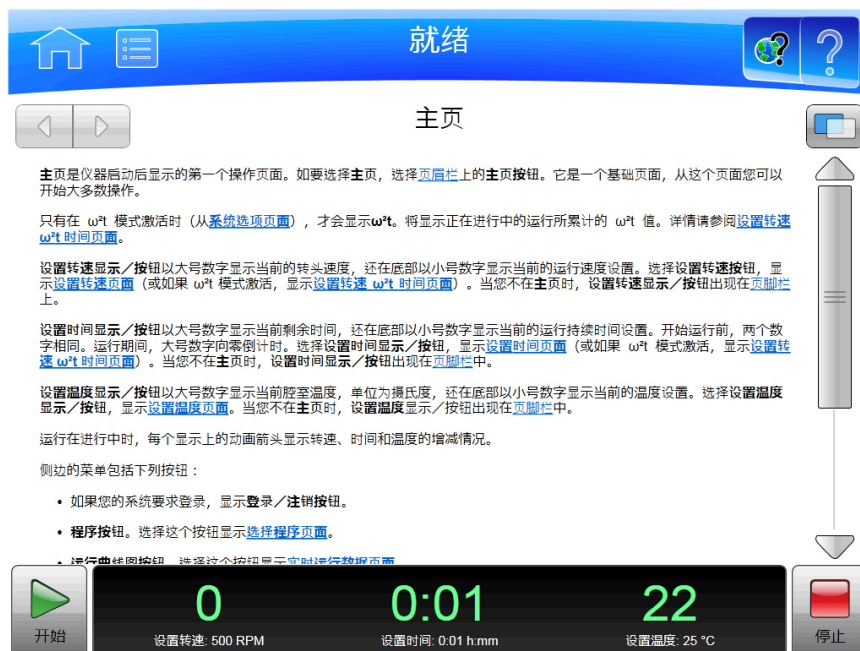 就绪
主页
主页是仪器启动后显示的第一个操作页面。如要选择主页，选择页眉栏上的主页按钮。它是一个基础页面，从这个页面您可以
开始大多数操作。
只有在 ω²t 模式激活时（从系统选项页面），才会显示ω²t。将显示正在进行中的运行所累计的 ω²t 值。详情请参阅设置转速
ω²t 时间页面。
设置转速显示／按钮以大号数字显示当前的转头速度，还在底部以小号数字显示当前的运行速度设置。选择设置转速按钮，显
示设置转速页面（或如果 ω²t 模式激活，显示设置转速 ω²t 时间页面）。当您不在主页时，设置转速显示／按钮出现在页脚栏
上。
设置时间显示／按钮以大号数字显示当前剩余时间，还在底部以小号数字显示当前的运行持续时间设置。开始运行前，两个数
字相同。运行期间，大号数字向零倒计时。选择设置时间显示／按钮，显示设置时间页面（或如果 ω²t 模式激活，显示设置转
速 ω²t 时间页面）。当您不在主页时，设置时间显示／按钮出现在页脚栏中。
设置温度显示／按钮以大号数字显示当前腔室温度，单位为摄氏度，还在底部以小号数字显示当前的温度设置。选择设置温度
显示／按钮，显示设置温度页面。当您不在主页时，设置温度显示／按钮出现在页脚栏中。
运行在进行中时，每个显示上的动画箭头显示转速、时间和温度的增减情况。
侧边的菜单包括下列按钮：
• 如果您的系统要求登录，显示登录／注销按钮。
• 程序按钮。选择这个按钮显示选择程序页面。
• 运行曲线图按钮。选择这个按钮显示实时运行数据页面
0 0:01 22
开始 设置转速: 500 RPM 设置时间: 0:01 h:mm 设置温度: 25 °C 停止